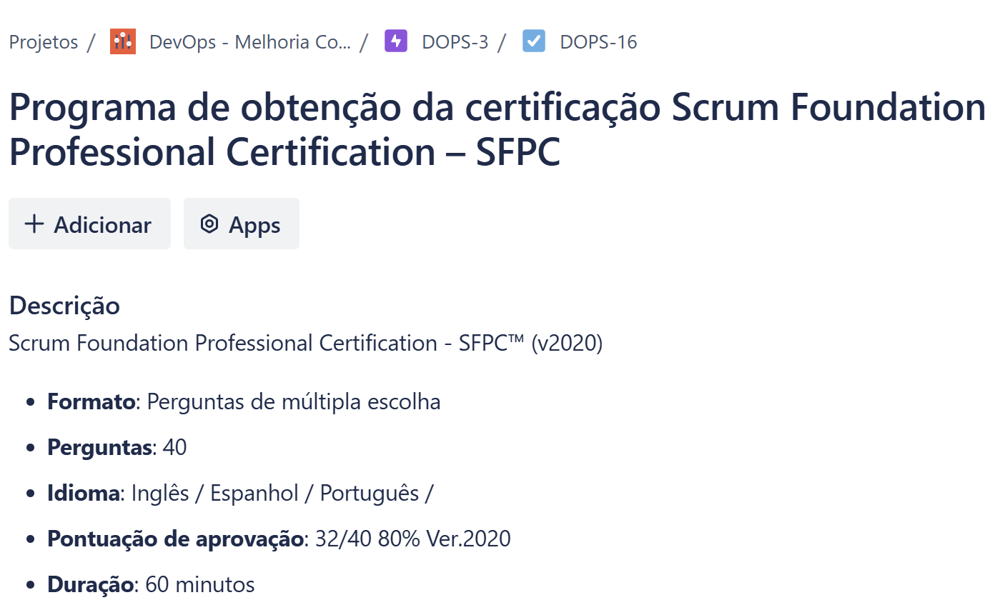 Projetos / DevOps - Melhoria Co... / DOPS-3 / DOPS-16
Programa de obtenção da certificação Scrum Foundation
Professional Certification – SFPC
Adicionar Apps
Descrição
Scrum Foundation Professional Certification - SFPC™ (v2020)
• Formato: Perguntas de múltipla escolha
• Perguntas: 40
• Idioma: Inglês / Espanhol / Português /
• Pontuação de aprovação: 32/40 80% Ver.2020
• Duração: 60 minutos